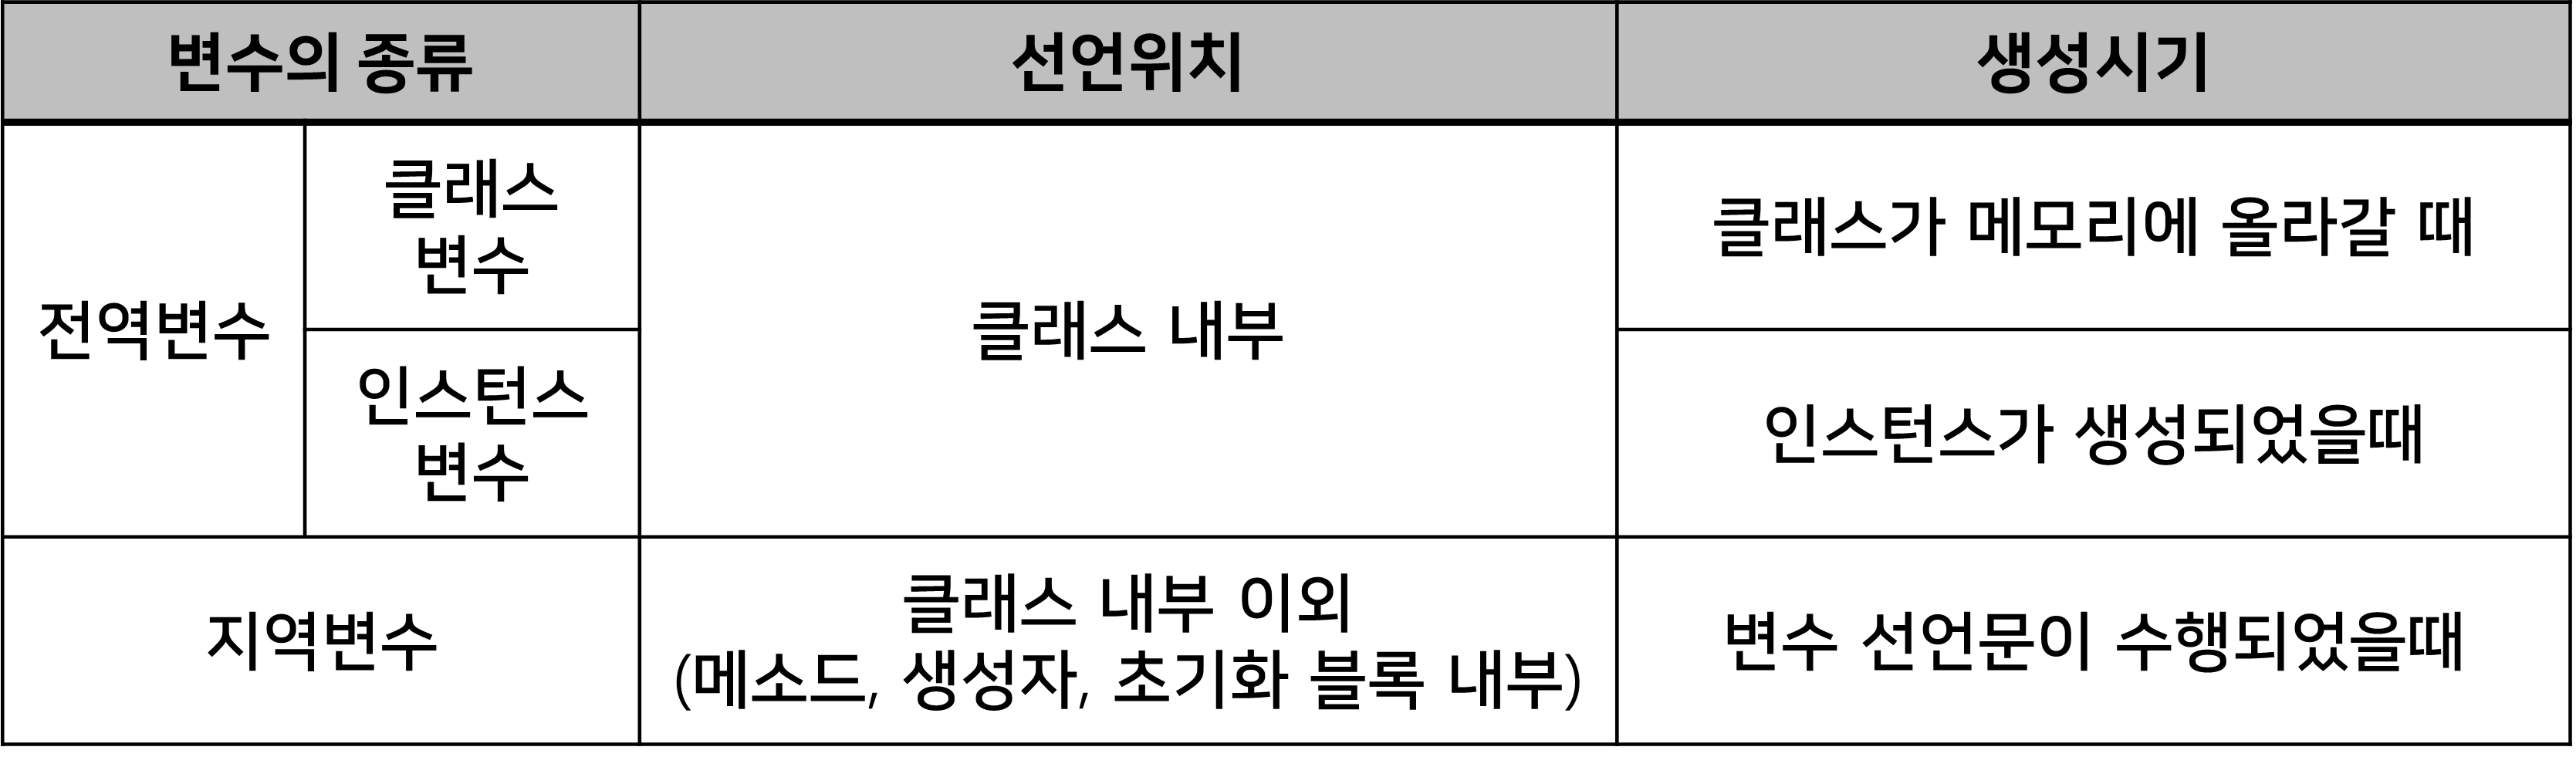 변수의 종류
선언위치
생성시기
전역변수
클래스
변수
클래스 내부
클래스가 메모리에 올라갈 때
인스턴스
변수
인스턴스가 생성되었을때
지역변수
클래스 내부 이외
(메소드, 생성자, 초기화 블록 내부)
변수 선언문이 수행되었을때